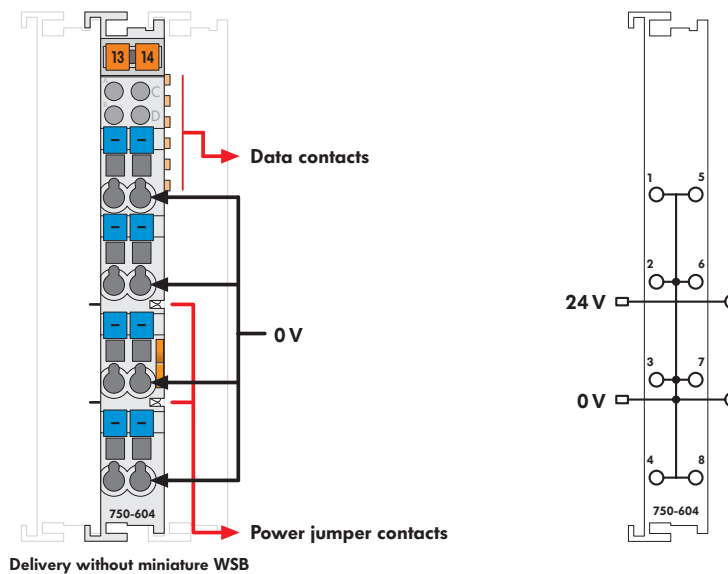 13 14
A C
B D
Data contacts
0 V
750-604
Power jumper contacts
Delivery without miniature WSB
1 5
2 6
24 V
3 7
0 V
4 8
750-604